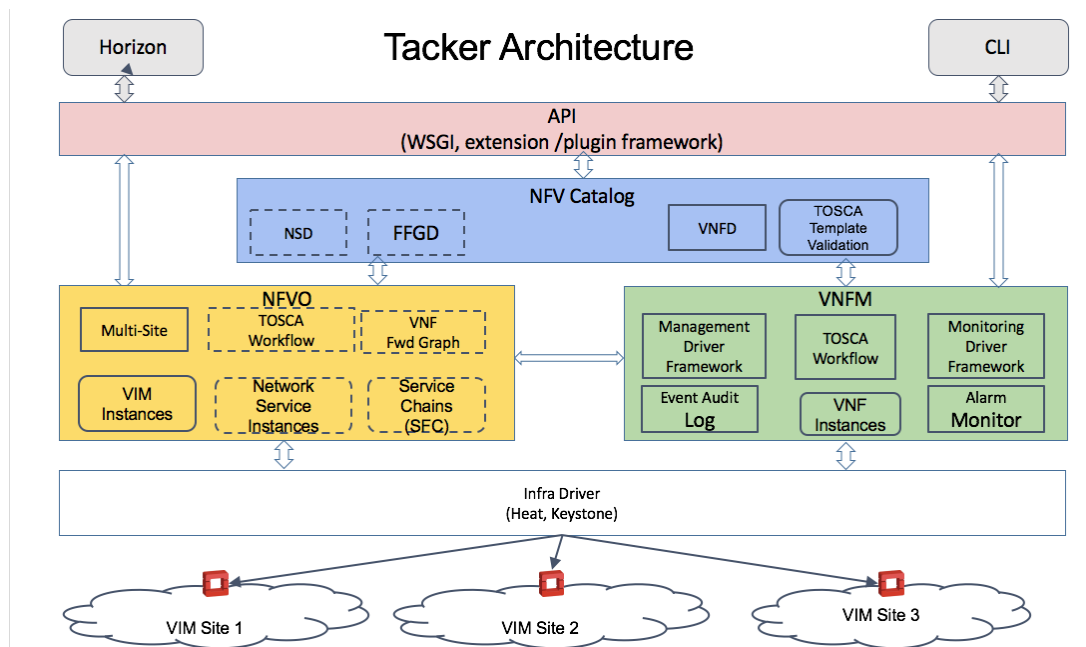 Horizon
Tacker Architecture
CLI
API
(WSGI, extension /plugin framework)
NFV Catalog
NSD
FFGD
VNFD
TOSCA
Template
Validation
NFVO
Multi-Site
TOSCA
Workflow
VNF
Fwd Graph
VIM
Instances
Network
Service
Instances
Service
Chains
(SFC)
VNFM
Management
Driver
Framework
TOSCA
Workflow
Monitoring
Driver
Framework
Event Audit
Log
VNF
Instances
Alarm
Monitor
Infra Driver
(Heat, Keystone)
VIM Site 1
VIM Site 2
VIM Site 3